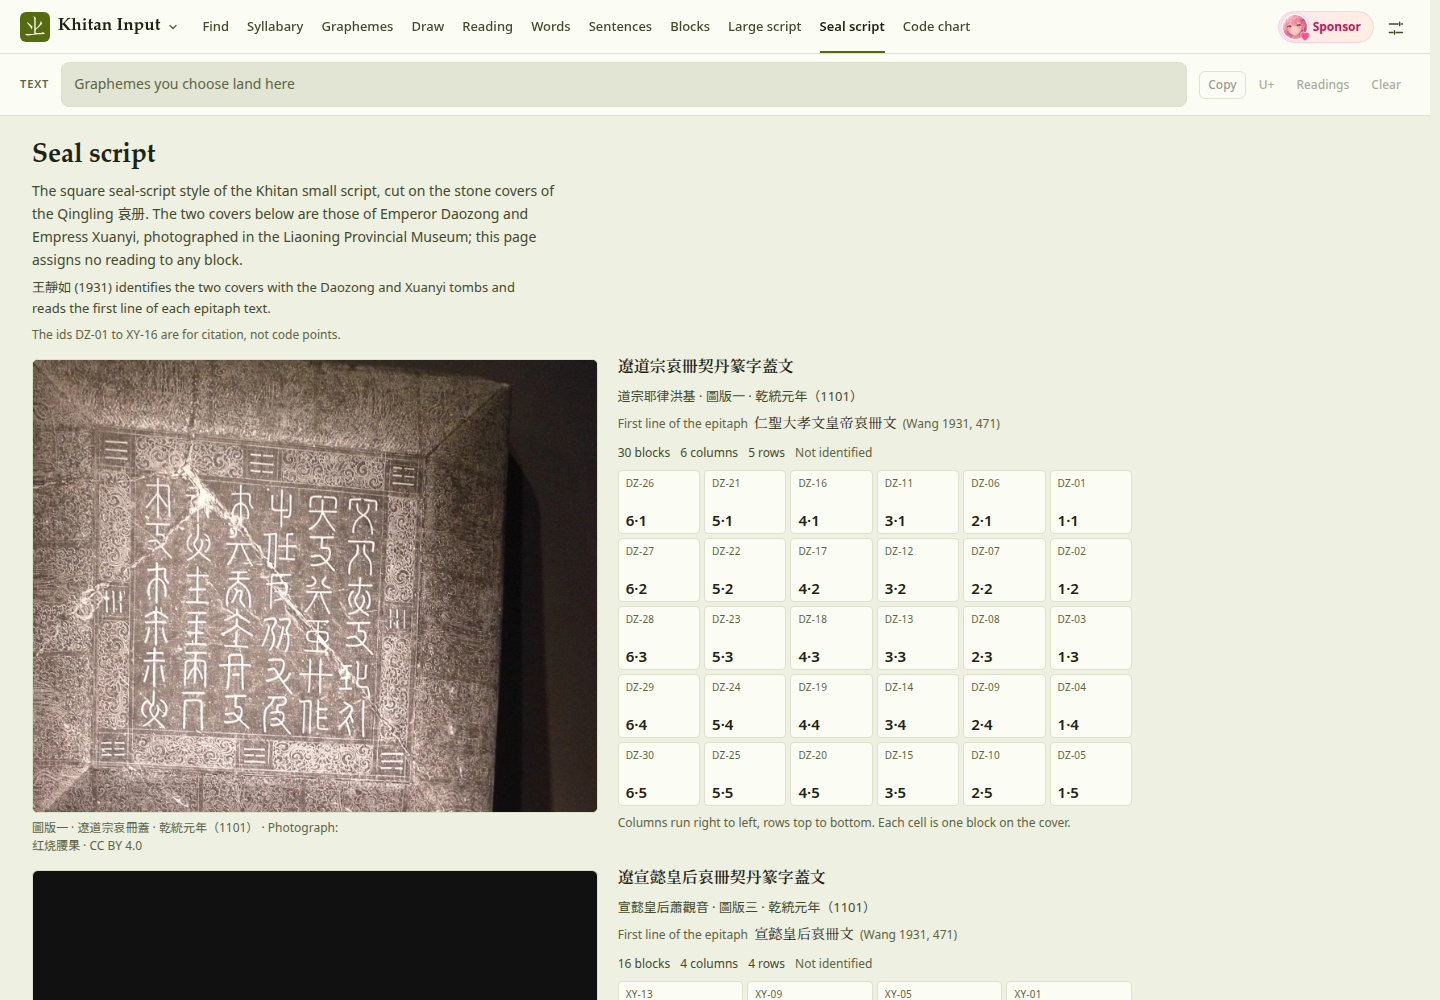 Khitan Input
Find
Syllabary
Graphemes
Draw
Reading
Words
Sentences
Blocks
Large script
Seal script
Code chart
Sponsor
TEXT
Graphemes you choose land here
Copy
U+
Readings
Clear
Seal script
The square seal-script style of the Khitan small script, cut on the stone covers of
the Qingling 哀册. The two covers below are those of Emperor Daozong and
Empress Xuanyi, photographed in the Liaoning Provincial Museum; this page
assigns no reading to any block.
王靜如 (1931) identifies the two covers with the Daozong and Xuanyi tombs and
reads the first line of each epitaph text.
The ids DZ-01 to XY-16 are for citation, not code points.
圖版一 · 遼道宗哀冊蓋 · 乾統元年（1101） · Photograph:
红烧腰果 · CC BY 4.0
遼道宗哀冊契丹篆字蓋文
道宗耶律洪基 · 圖版一 · 乾統元年（1101）
First line of the epitaph 仁聖大孝文皇帝哀冊文 (Wang 1931, 471)
30 blocks 6 columns 5 rows Not identified
DZ-26 DZ-21 DZ-16 DZ-11 DZ-06 DZ-01
6·1 5·1 4·1 3·1 2·1 1·1
DZ-27 DZ-22 DZ-17 DZ-12 DZ-07 DZ-02
6·2 5·2 4·2 3·2 2·2 1·2
DZ-28 DZ-23 DZ-18 DZ-13 DZ-08 DZ-03
6·3 5·3 4·3 3·3 2·3 1·3
DZ-29 DZ-24 DZ-19 DZ-14 DZ-09 DZ-04
6·4 5·4 4·4 3·4 2·4 1·4
DZ-30 DZ-25 DZ-20 DZ-15 DZ-10 DZ-05
6·5 5·5 4·5 3·5 2·5 1·5
Columns run right to left, rows top to bottom. Each cell is one block on the cover.
遼宣懿皇后哀冊契丹篆字蓋文
宣懿皇后蕭觀音 · 圖版三 · 乾統元年（1101）
First line of the epitaph 宣懿皇后哀冊文 (Wang 1931, 471)
16 blocks 4 columns 4 rows Not identified
XY-13 XY-09 XY-05 XY-01